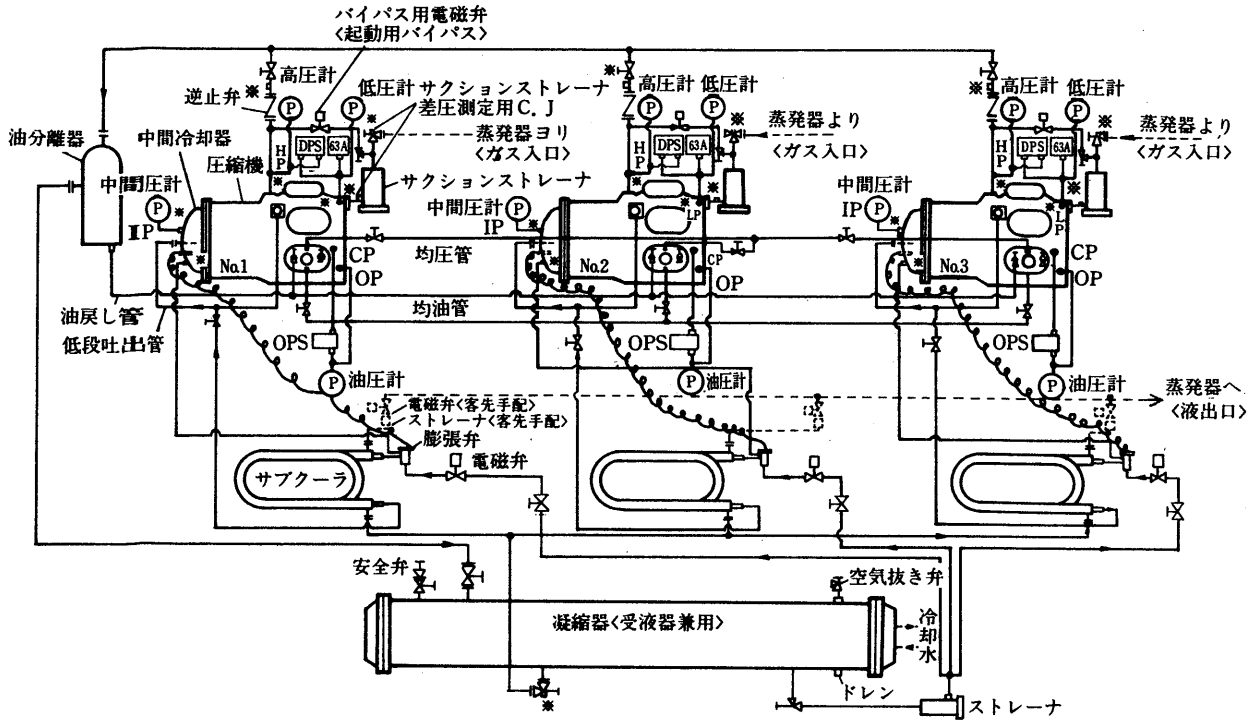 バイパス用電磁弁
<起動用バイパス>
高圧計
低圧計
サクションストレーナ
差圧測定用C.J
逆止弁
※
P
P
※
蒸発器ヨリ
<ガス入口>
油分離器
中間冷却器
圧縮機
HP
DPS
63A
※
※
サクションストレーナ
中間圧計
P
IP
※
※
No.1
CP
OP
均圧管
均油管
油戻し管
低段吐出管
OPS
P
油圧計
電磁弁<客先手配>
ストレーナ<客先手配>
膨張弁
電磁弁
サブクーラ
※
高圧計
低圧計
※
P
P
※
蒸発器より
<ガス入口>
HP
DPS
63A
※
※
LP
中間圧計
P
IP
※
※
No.2
CP
OP
OPS
P
油圧計
※
高圧計
低圧計
※
P
P
※
蒸発器より
<ガス入口>
HP
DPS
63A
※
※
LP
中間圧計
P
IP
※
※
No.3
CP
OP
OPS
P
油圧計
蒸発器へ
<液出口>
安全弁
空気抜き弁
凝縮器<受液器兼用>
冷却水
ドレン
ストレーナ
※